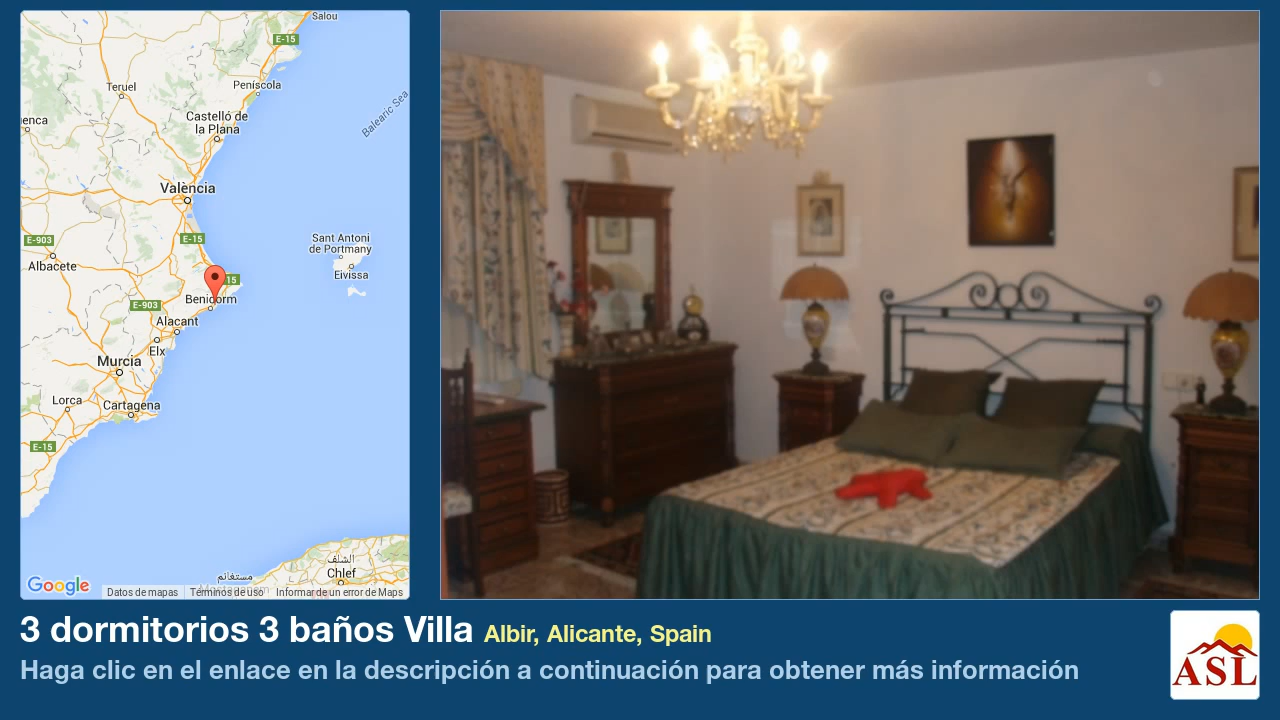 Salou
E-15
Teruel
Peníscola
Balearic Sea
enca
Castelló de
la Plana
València
E-903
E-15
Sant Antoni
de Portmany
Albacete
Eivissa
15
Benidorm
E-903
Alacant
Elx
Murcia
Lorca
Cartagena
E-15
الشلف
Chlef
مستغانم
Google
Datos de mapas
Términos de uso
Informar de un error de Maps
3 dormitorios 3 baños Villa Albir, Alicante, Spain
Haga clic en el enlace en la descripción a continuación para obtener más información
ASL